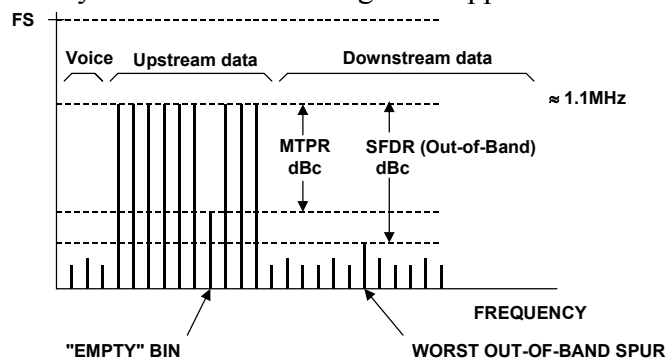 FS
Voice
Upstream data
Downstream data
≈ 1.1MHz
MTPR
dBc
SFDR (Out-of-Band)
dBc
FREQUENCY
"EMPTY" BIN
WORST OUT-OF-BAND SPUR